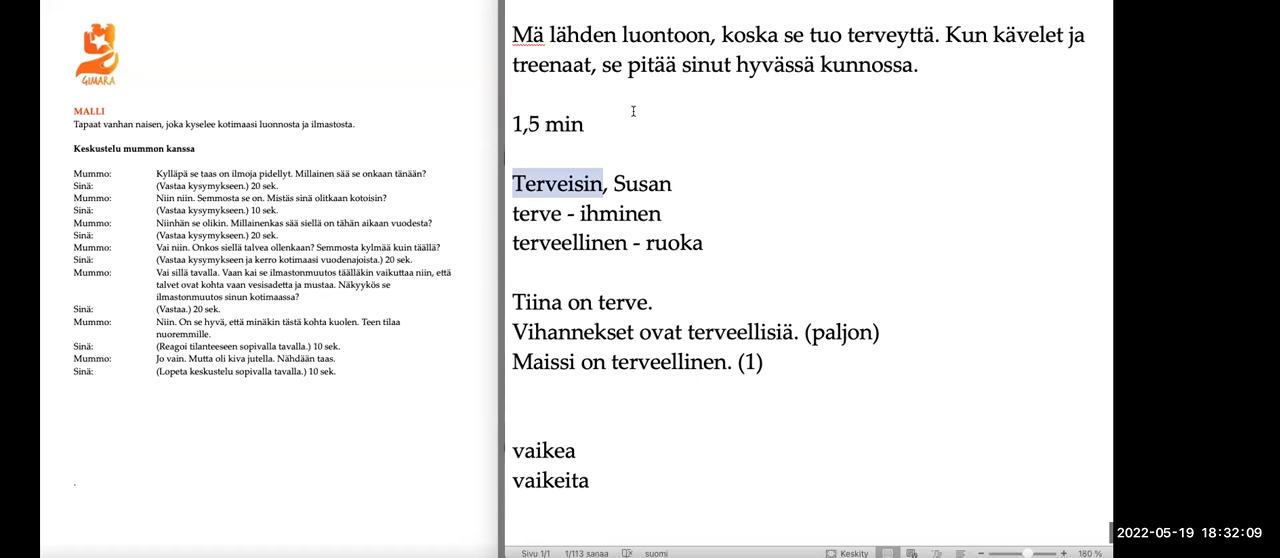 GIMARA
MALLI
Tapaat vanhan naisen, joka kyselee kotimaasi luonnosta ja ilmastosta.
Keskustelu mummon kanssa
Mummo: Kylläpä se taas on ilmoja pidellyt. Millainen sää se onkaan tänään?
Sinä: (Vastaa kysymykseen.) 20 sek.
Mummo: Niin niin. Semmosta se on. Mistäs sinä olitkaan kotoisin?
Sinä: (Vastaa kysymykseen.) 10 sek.
Mummo: Niinhän se olikin. Millainenkas sää siellä on tähän aikaan vuodesta?
Sinä: (Vastaa kysymykseen.) 20 sek.
Mummo: Vai niin. Onkos siellä talvea ollenkaan? Semmosta kylmää kuin täällä?
Sinä: (Vastaa kysymykseen ja kerro kotimaasi vuodenajoista.) 20 sek.
Mummo: Vai sillä tavalla. Vaan kai se ilmastonmuutos täälläkin vaikuttaa niin, että
talvet ovat kohta vaan vesisadetta ja mustaa. Näkyykös se
ilmastonmuutos sinun kotimaassa?
Sinä: (Vastaa.) 20 sek.
Mummo: Niin. On se hyvä, että minäkin tästä kohta kuolen. Teen tilaa
nuoremmille.
Sinä: (Reagoi tilanteeseen sopivalla tavalla.) 10 sek.
Mummo: Jo vain. Mutta oli kiva jutella. Nähdään taas.
Sinä: (Lopeta keskustelu sopivalla tavalla.) 10 sek.
.
Mä lähden luontoon, koska se tuo terveyttä. Kun kävelet ja
treenaat, se pitää sinut hyvässä kunnossa.
1,5 min
Terveisin, Susan
terve - ihminen
terveellinen - ruoka
Tiina on terve.
Vihannekset ovat terveellisiä. (paljon)
Maissi on terveellinen. (1)
vaikea
vaikeita
Sivu 1/1 1/113 sanaa suomi Keskity 180 %
2022-05-19 18:32:09